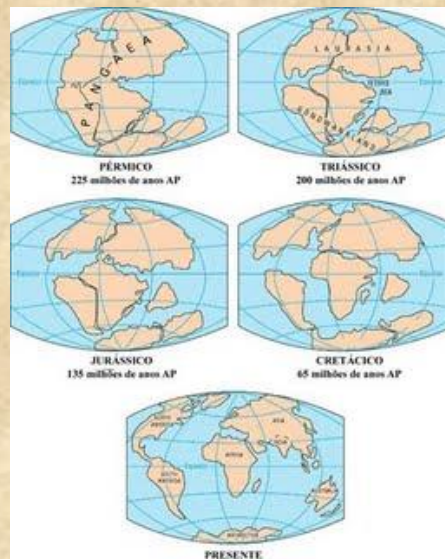 PANGAEA
PÉRMICO
225 milhões de anos AP
LAURASIA
TETHYS
SEA
GONDWANALAND
TRIÁSSICO
200 milhões de anos AP
JURÁSSICO
135 milhões de anos AP
CRETÁCICO
65 milhões de anos AP
NORTH
AMERICA
ASIA
AFRICA
SOUTH
AMERICA
AUSTRALIA
ANTARCTICA
PRESENTE